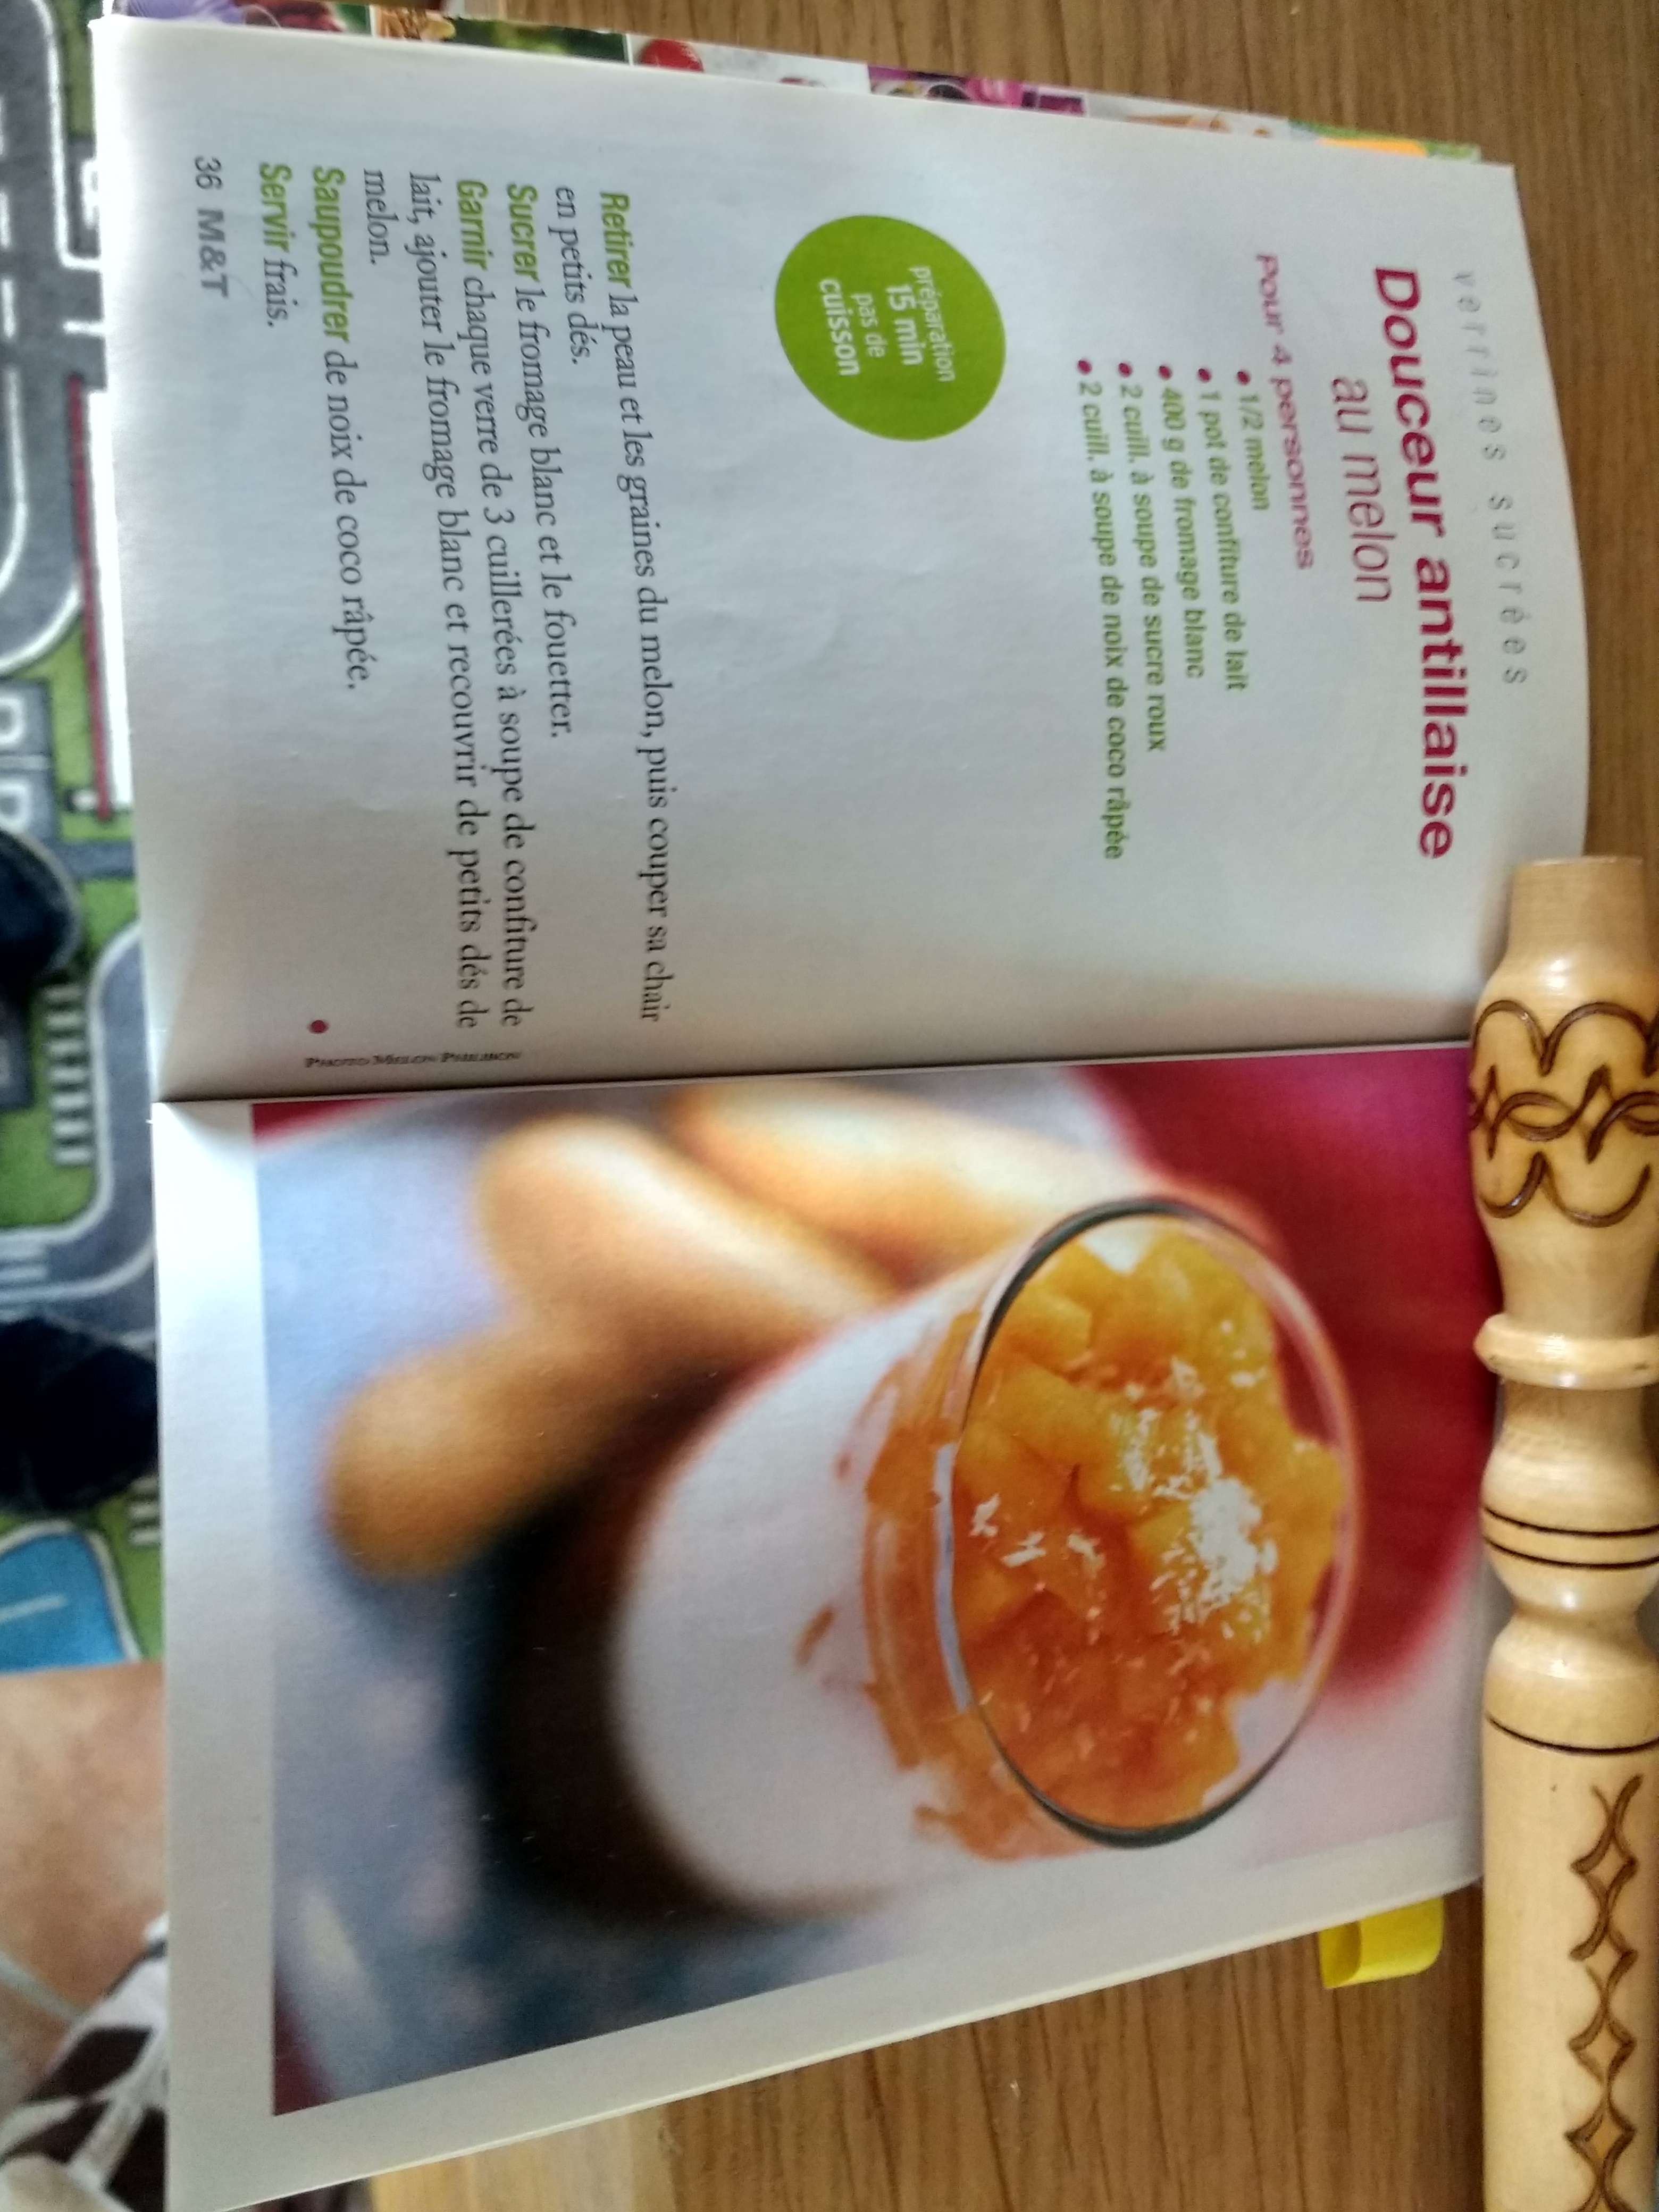 verrines sucrées
Douceur antillaise
au melon
Pour 4 personnes
• 1/2 melon
• 1 pot de confiture de lait
• 400 g de fromage blanc
• 2 cuill. à soupe de sucre roux
• 2 cuill. à soupe de noix de coco râpée
préparation
15 min
pas de
cuisson
Retirer la peau et les graines du melon, puis couper sa chair
en petits dés.
Sucrer le fromage blanc et le fouetter.
Garnir chaque verre de 3 cuillerées à soupe de confiture de
lait, ajouter le fromage blanc et recouvrir de petits dés de
melon.
Saupoudrer de noix de coco râpée.
Servir frais.
36 M&T
PHOTO MELON PHILIBON